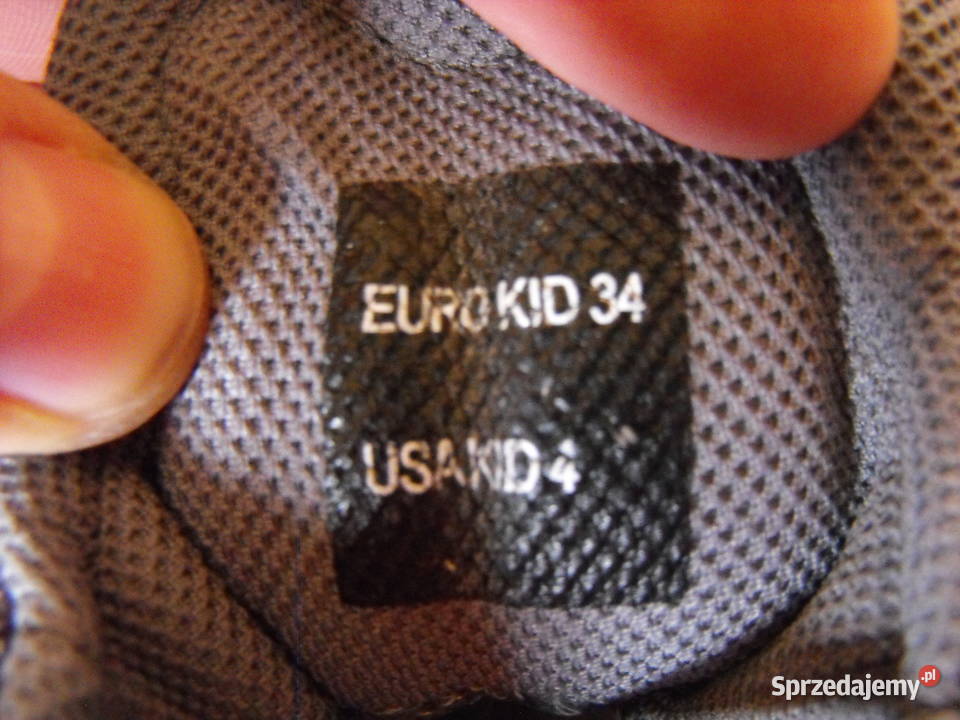 EURO KID 34
USA KID 4
Sprzedajemy.pl